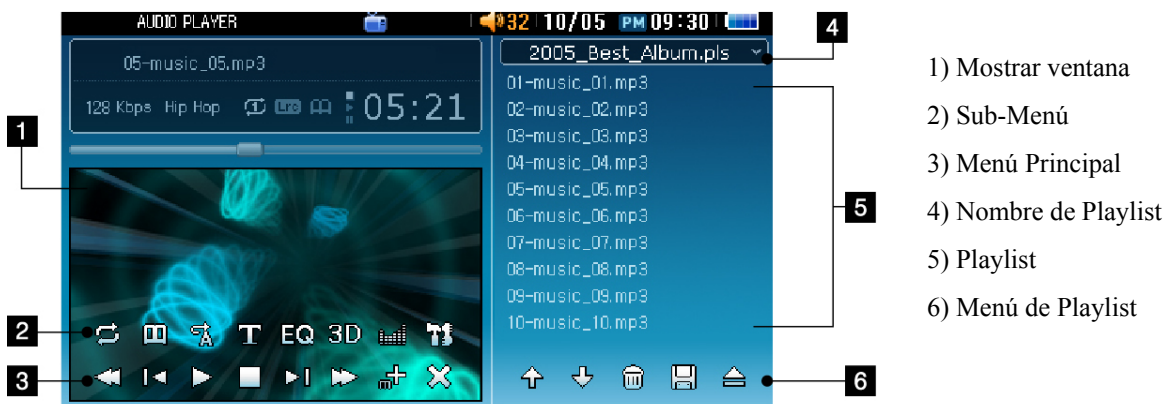 AUDIO PLAYER 32 10/05 PM 09:30
05-music_05.mp3
128 Kbps Hip Hop 1 Lrc 05:21
2005_Best_Album.pls
01-music_01.mp3
02-music_02.mp3
03-music_03.mp3
04-music_04.mp3
05-music_05.mp3
06-music_06.mp3
07-music_07.mp3
08-music_08.mp3
09-music_09.mp3
10-music_10.mp3
A T EQ 3D
1
2
3
4
5
6
1) Mostrar ventana
2) Sub-Menú
3) Menú Principal
4) Nombre de Playlist
5) Playlist
6) Menú de Playlist